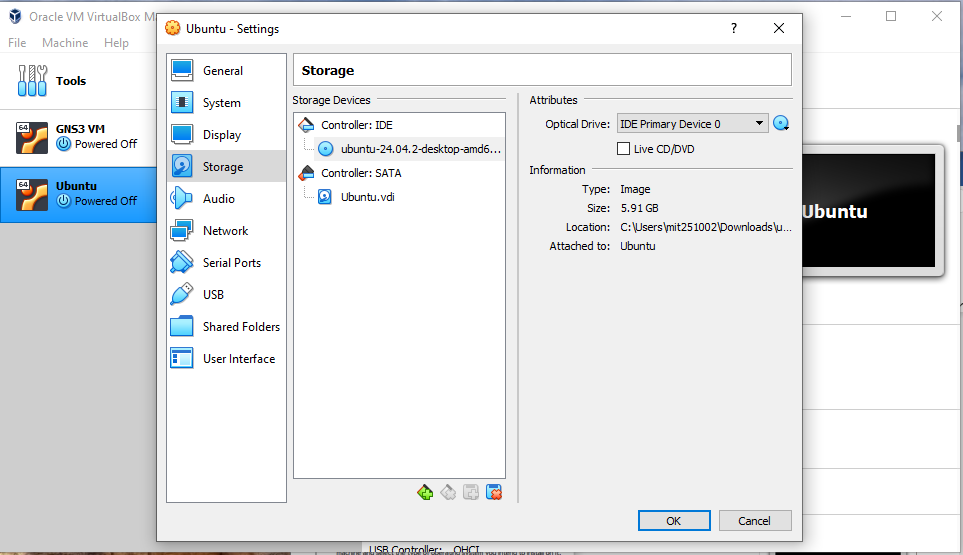 Oracle VM VirtualBox Ma
File Machine Help
Tools
64
GNS3 VM
Powered Off
64
Ubuntu
Powered Off
Ubuntu - Settings
?
General
System
Display
Storage
Audio
Network
Serial Ports
USB
Shared Folders
User Interface
Storage
Storage Devices
Controller: IDE
ubuntu-24.04.2-desktop-amd6...
Controller: SATA
Ubuntu.vdi
Attributes
Optical Drive: IDE Primary Device 0
Live CD/DVD
Information
Type: Image
Size: 5.91 GB
Location: C:\Users\mit251002\Downloads\u...
Attached to: Ubuntu
OK Cancel
Ubuntu
USB Controller: OHCI